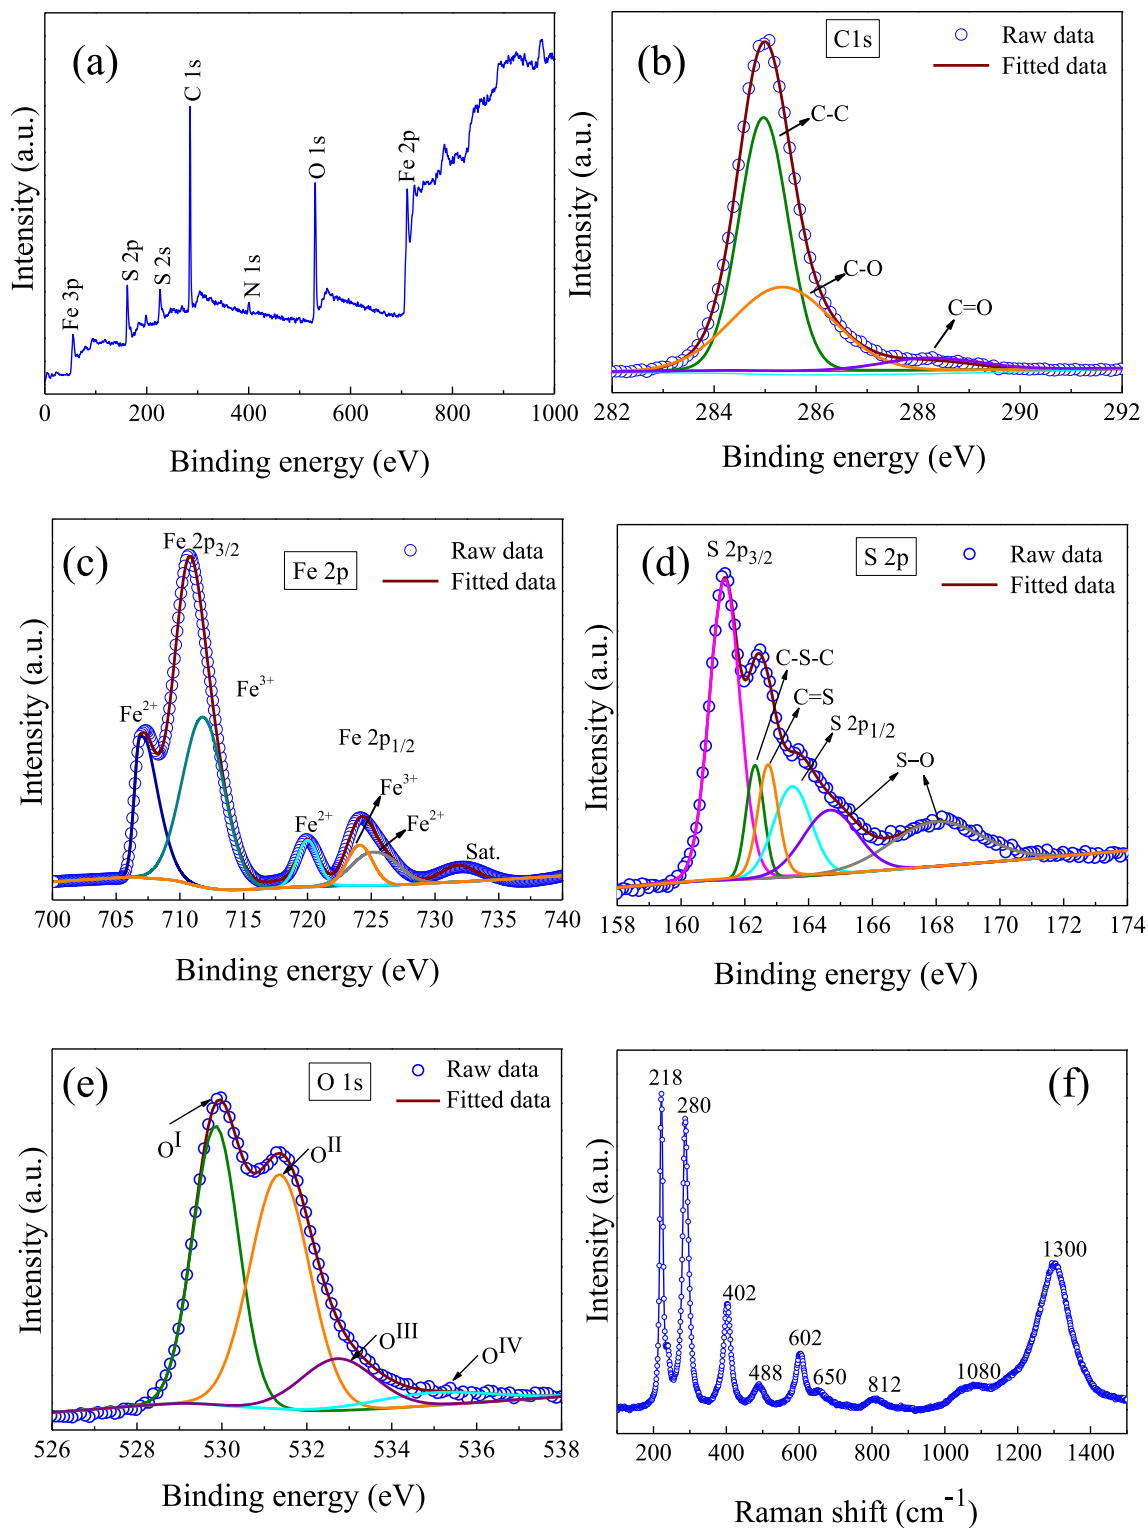 (a)
Intensity (a.u.)
Fe 3p
S 2p
S 2s
C 1s
N 1s
O 1s
Fe 2p
0 200 400 600 800 1000
Binding energy (eV)
(b)
C1s
Raw data
Fitted data
Intensity (a.u.)
C-C
C-O
C=O
282 284 286 288 290 292
Binding energy (eV)
(c)
Fe 2p3/2
Fe 2p
Raw data
Fitted data
Intensity (a.u.)
Fe2+
Fe3+
Fe 2p1/2
Fe3+
Fe2+
Fe2+
Sat.
700 705 710 715 720 725 730 735 740
Binding energy (eV)
(d)
S 2p3/2
S 2p
Raw data
Fitted data
Intensity (a.u.)
C-S-C
C=S
S 2p1/2
S–O
158 160 162 164 166 168 170 172 174
Binding energy (eV)
(e)
O 1s
Raw data
Fitted data
Intensity (a.u.)
OI
OII
OIII
OIV
526 528 530 532 534 536 538
Binding energy (eV)
(f)
Intensity (a.u.)
218
280
402
488
602
650
812
1080
1300
200 400 600 800 1000 1200 1400
Raman shift (cm-1)